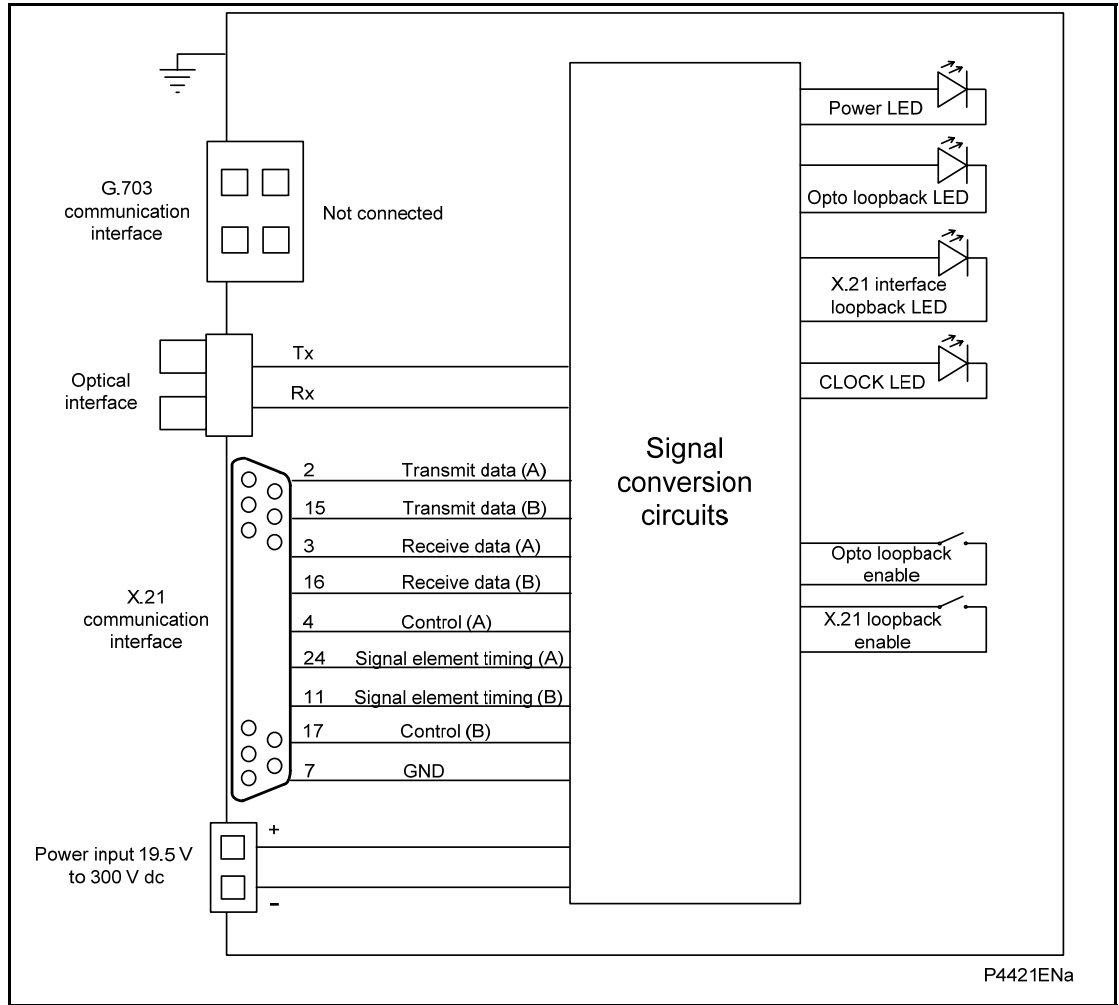 G.703
communication
interface
Not connected
Optical
interface
Tx
Rx
X.21
communication
interface
2 Transmit data (A)
15 Transmit data (B)
3 Receive data (A)
16 Receive data (B)
4 Control (A)
24 Signal element timing (A)
11 Signal element timing (B)
17 Control (B)
7 GND
Power input 19.5 V
to 300 V dc
+
-
Signal
conversion
circuits
Power LED
Opto loopback LED
X.21 interface
loopback LED
CLOCK LED
Opto loopback
enable
X.21 loopback
enable
P4421ENa